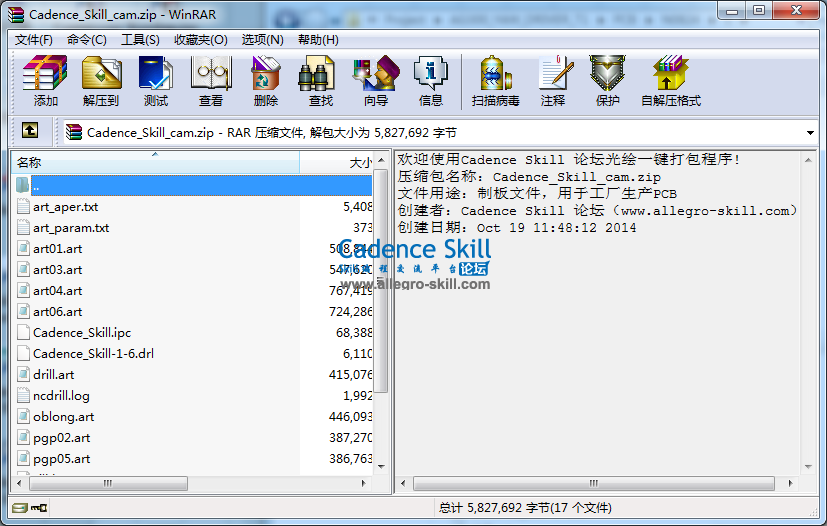 Cadence_Skill_cam.zip - WinRAR
文件(F) 命令(C) 工具(S) 收藏夹(O) 选项(N) 帮助(H)
添加 解压到 测试 查看 删除 查找 向导 信息 扫描病毒 注释 保护 自解压格式
Cadence_Skill_cam.zip - RAR 压缩文件, 解包大小为 5,827,692 字节
名称 大小
..
art_aper.txt 5,408
art_param.txt 373
art01.art
art03.art 547,620
art04.art 767,419
art06.art 724,286
Cadence_Skill.ipc 68,388
Cadence_Skill-1-6.drl 6,110
drill.art 415,076
ncdrill.log 1,992
oblong.art 446,093
pgp02.art 387,270
pgp05.art 386,763
欢迎使用Cadence Skill 论坛光绘一键打包程序!
压缩包名称: Cadence_Skill_cam.zip
文件用途: 制板文件, 用于工厂生产PCB
创建者: Cadence Skill 论坛 (www.allegro-skill.com)
创建日期: Oct 19 11:48:12 2014
Cadence Skill
程 交 流 平 台 论坛
www.allegro-skill.com
总计 5,827,692 字节(17 个文件)